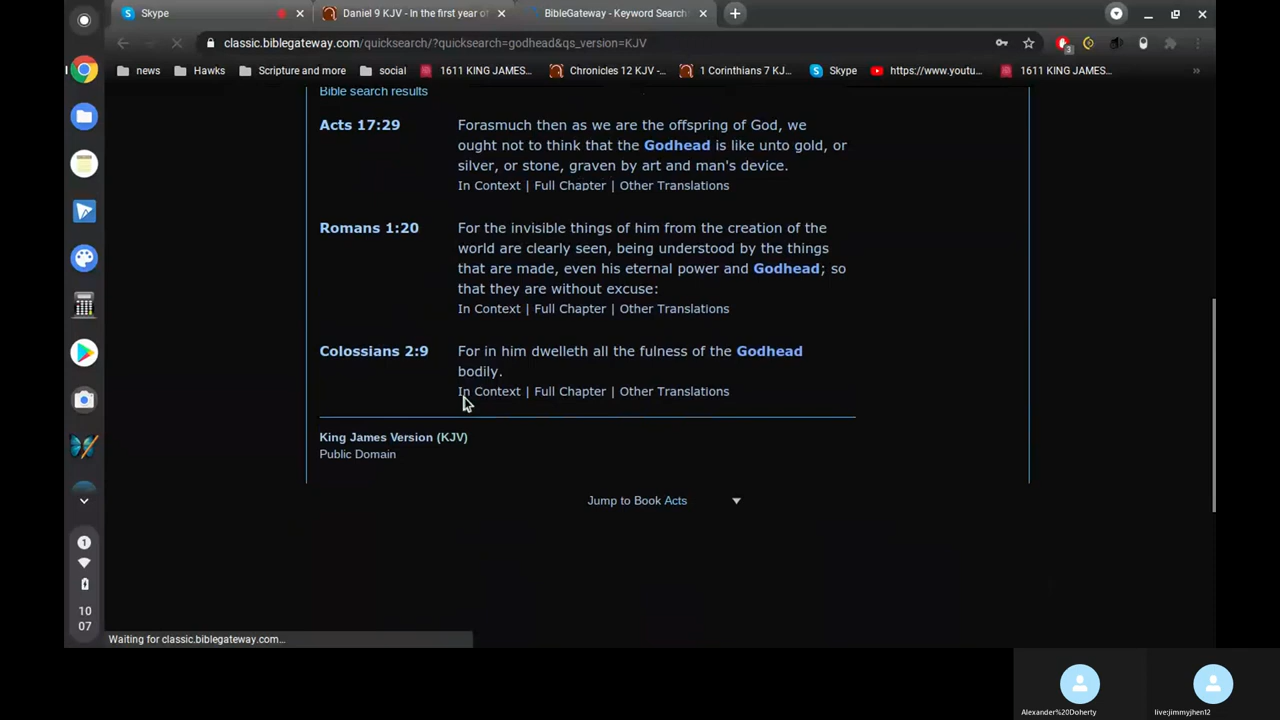 Skype
Daniel 9 KJV - In the first year of
BibleGateway - Keyword Search
classic.biblegateway.com/quicksearch/?quicksearch=godhead&qs_version=KJV
3
news
Hawks
Scripture and more
social
1611 KING JAMES...
Chronicles 12 KJV -...
1 Corinthians 7 KJ...
Skype
https://www.youtu...
1611 KING JAMES...
»
Bible search results
Acts 17:29
Forasmuch then as we are the offspring of God, we
ought not to think that the Godhead is like unto gold, or
silver, or stone, graven by art and man's device.
In Context | Full Chapter | Other Translations
Romans 1:20
For the invisible things of him from the creation of the
world are clearly seen, being understood by the things
that are made, even his eternal power and Godhead; so
that they are without excuse:
In Context | Full Chapter | Other Translations
Colossians 2:9
For in him dwelleth all the fulness of the Godhead
bodily.
In Context | Full Chapter | Other Translations
King James Version (KJV)
Public Domain
Jump to Book Acts
1
10
07
Waiting for classic.biblegateway.com...
Alexander%20Doherty
live:jimmyjhen12